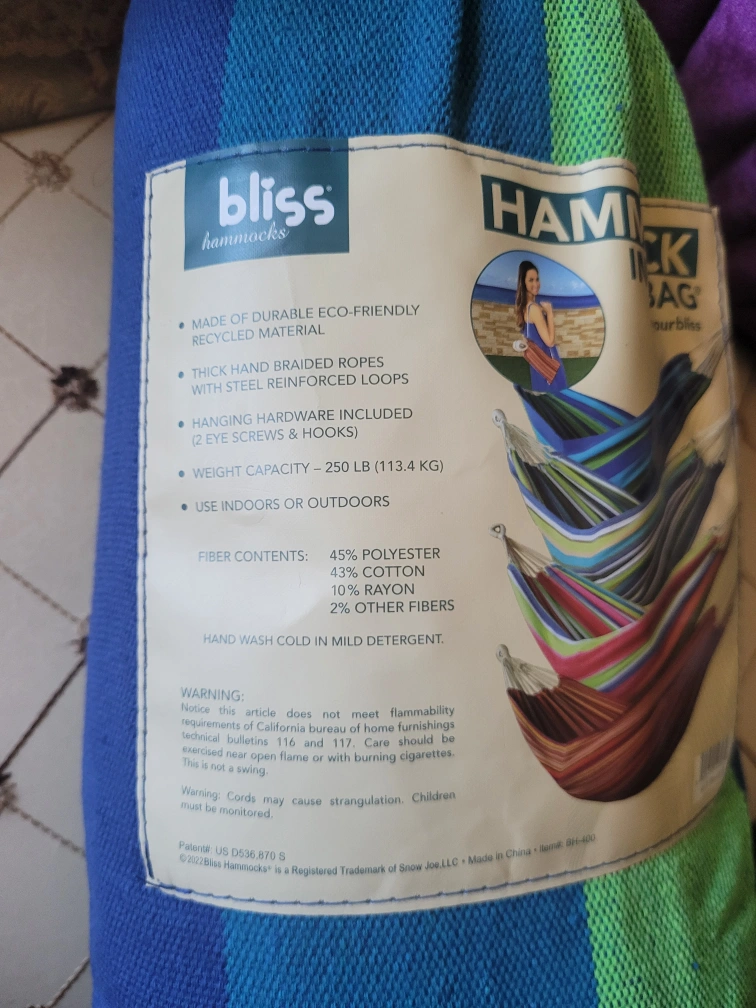 bliss®
hammocks
HAMM CK
IN BAG®
your bliss
• MADE OF DURABLE ECO-FRIENDLY
RECYCLED MATERIAL
• THICK HAND BRAIDED ROPES
WITH STEEL REINFORCED LOOPS
• HANGING HARDWARE INCLUDED
(2 EYE SCREWS & HOOKS)
• WEIGHT CAPACITY – 250 LB (113.4 KG)
• USE INDOORS OR OUTDOORS
FIBER CONTENTS: 45% POLYESTER
43% COTTON
10% RAYON
2% OTHER FIBERS
HAND WASH COLD IN MILD DETERGENT.
WARNING:
Notice this article does not meet flammability
requirements of California bureau of home furnishings
technical bulletins 116 and 117. Care should be
exercised near open flame or with burning cigarettes.
This is not a swing.
Warning: Cords may cause strangulation. Children
must be monitored.
Patent#: US D536,870 S
©2022Bliss Hammocks® is a Registered Trademark of Snow Joe,LLC • Made in China • Item#: BH-400